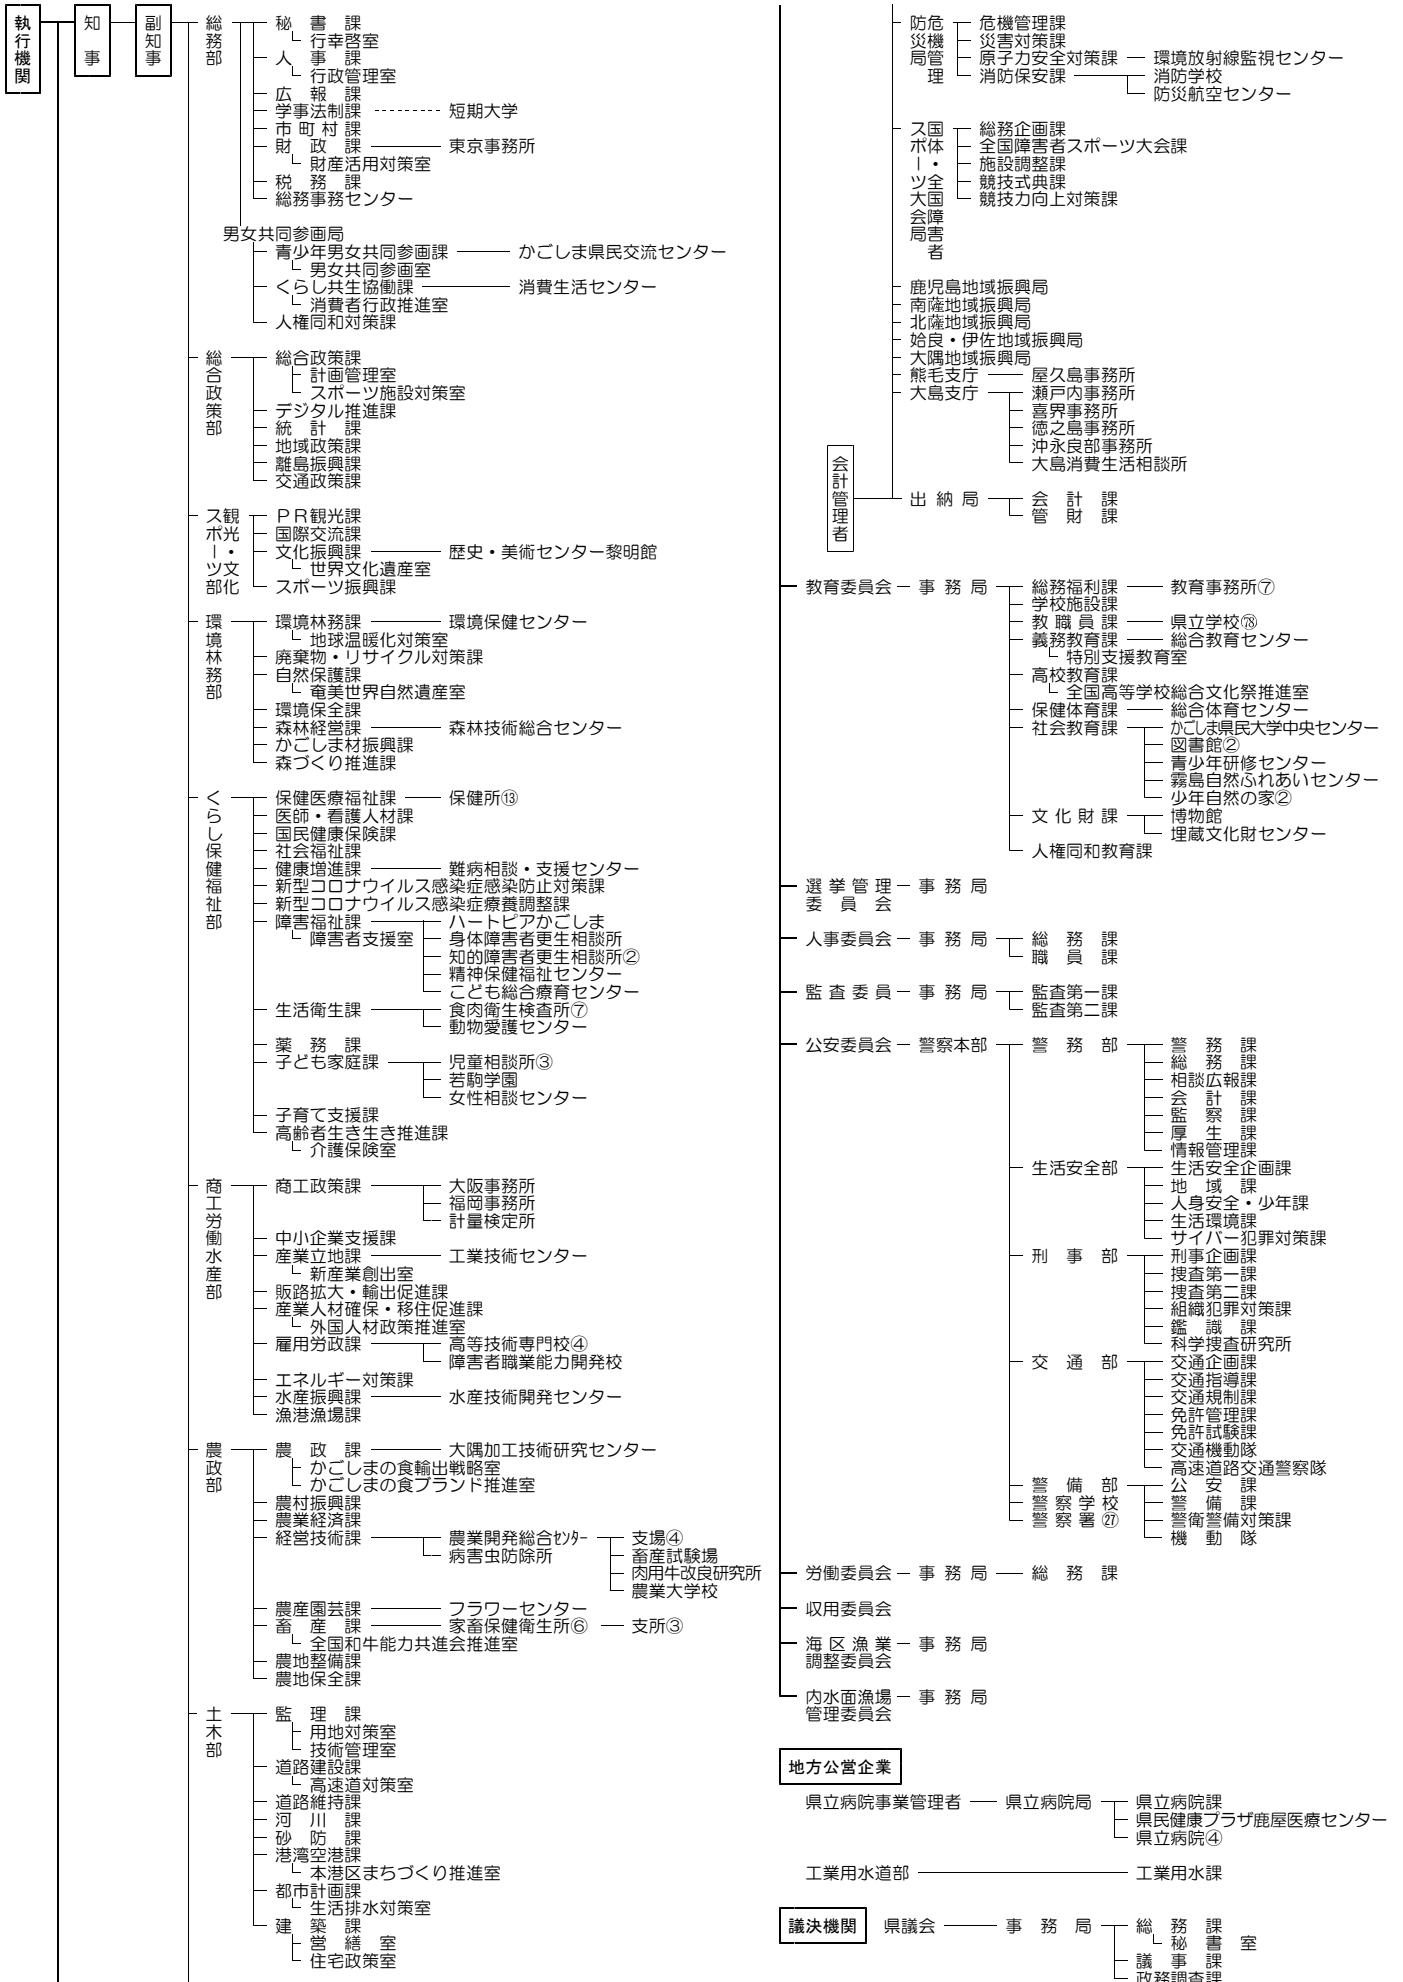 執行機関
知事
副知事
総務部
秘書課
行幸啓室
人事課
行政管理室
広報課
学事法制課 短期大学
市町村課
財政課 東京事務所
財産活用対策室
税務課
総務事務センター
男女共同参画局
青少年男女共同参画課 かごしま県民交流センター
男女共同参画室
くらし共生協働課 消費生活センター
消費者行政推進室
人権同和対策課
総合政策部
総合政策課
計画管理室
スポーツ施設対策室
デジタル推進課
統計課
地域政策課
離島振興課
交通政策課
観光・文化スポーツ部
PR観光課
国際交流課
文化振興課 歴史・美術センター黎明館
世界文化遺産室
スポーツ振興課
環境林務部
環境林務課 環境保健センター
地球温暖化対策室
廃棄物・リサイクル対策課
自然保護課
奄美世界自然遺産室
環境保全課
森林経営課 森林技術総合センター
かごしま材振興課
森づくり推進課
くらし保健福祉部
保健医療福祉課 保健所⑬
医師・看護人材課
国民健康保険課
社会福祉課
健康増進課 難病相談・支援センター
新型コロナウイルス感染症感染防止対策課
新型コロナウイルス感染症療養調整課
障害福祉課 ハートピアかごしま
障害者支援室 身体障害者更生相談所
知的障害者更生相談所②
精神保健福祉センター
こども総合療育センター
生活衛生課 食肉衛生検査所⑦
動物愛護センター
薬務課
子ども家庭課 児童相談所③
若駒学園
女性相談センター
子育て支援課
高齢者生き生き推進課
介護保険室
商工労働水産部
商工政策課 大阪事務所
福岡事務所
計量検定所
中小企業支援課
産業立地課 工業技術センター
新産業創出室
販路拡大・輸出促進課
産業人材確保・移住促進課
外国人材政策推進室
雇用労政課 高等技術専門校④
障害者職業能力開発校
エネルギー対策課
水産振興課 水産技術開発センター
漁港漁場課
農政部
農政課 大隅加工技術研究センター
かごしまの食輸出戦略室
かごしまの食ブランド推進室
農村振興課
農業経済課
経営技術課 農業開発総合センター 支場④
病害虫防除所 畜産試験場
肉用牛改良研究所
農業大学校
農産園芸課 フラワーセンター
畜産課 家畜保健衛生所⑥ 支所③
全国和牛能力共進会推進室
農地整備課
農地保全課
土木部
監理課
用地対策室
技術管理室
道路建設課
高速道対策室
道路維持課
河川課
砂防課
港湾空港課
本港区まちづくり推進室
都市計画課
生活排水対策室
建築課
営繕室
住宅政策室
危機管理防災局
危機管理課
災害対策課
原子力安全対策課 環境放射線監視センター
消防保安課 消防学校
防災航空センター
国体・全国障害者スポーツ大会局
総務企画課
全国障害者スポーツ大会課
施設調整課
競技式典課
競技力向上対策課
鹿児島地域振興局
南薩地域振興局
北薩地域振興局
姶良・伊佐地域振興局
大隅地域振興局
熊毛支庁 屋久島事務所
大島支庁 瀬戸内事務所
喜界事務所
徳之島事務所
沖永良部事務所
大島消費生活相談所
会計管理者
出納局 会計課
管財課
教育委員会 事務局 総務福利課 教育事務所⑦
学校施設課
教職員課 県立学校㊆
義務教育課 総合教育センター
特別支援教育室
高校教育課
全国高等学校総合文化祭推進室
保健体育課 総合体育センター
社会教育課 かごしま県民大学中央センター
図書館②
青少年研修センター
霧島自然ふれあいセンター
少年自然の家②
文化財課 博物館
埋蔵文化財センター
人権同和教育課
選挙管理 事務局
委員会
人事委員会 事務局 総務課
職員課
監査委員 事務局 監査第一課
監査第二課
公安委員会 警察本部 警務部 警務課
総務課
相談広報課
会計課
監察課
厚生課
情報管理課
生活安全部 生活安全企画課
地域課
人身安全・少年課
生活環境課
サイバー犯罪対策課
刑事部 刑事企画課
捜査第一課
捜査第二課
組織犯罪対策課
鑑識課
科学捜査研究所
交通部 交通企画課
交通指導課
交通規制課
免許管理課
免許試験課
交通機動隊
高速道路交通警察隊
警備部 公安課
警察学校 警備課
警察署㉗ 警衛警備対策課
機動隊
労働委員会 事務局 総務課
収用委員会
海区漁業 事務局
調整委員会
内水面漁場 事務局
管理委員会
地方公営企業
県立病院事業管理者 県立病院局 県立病院課
県民健康プラザ鹿屋医療センター
県立病院④
工業用水道部 工業用水課
議決機関 県議会 事務局 総務課
秘書室
議事課
政務調査課